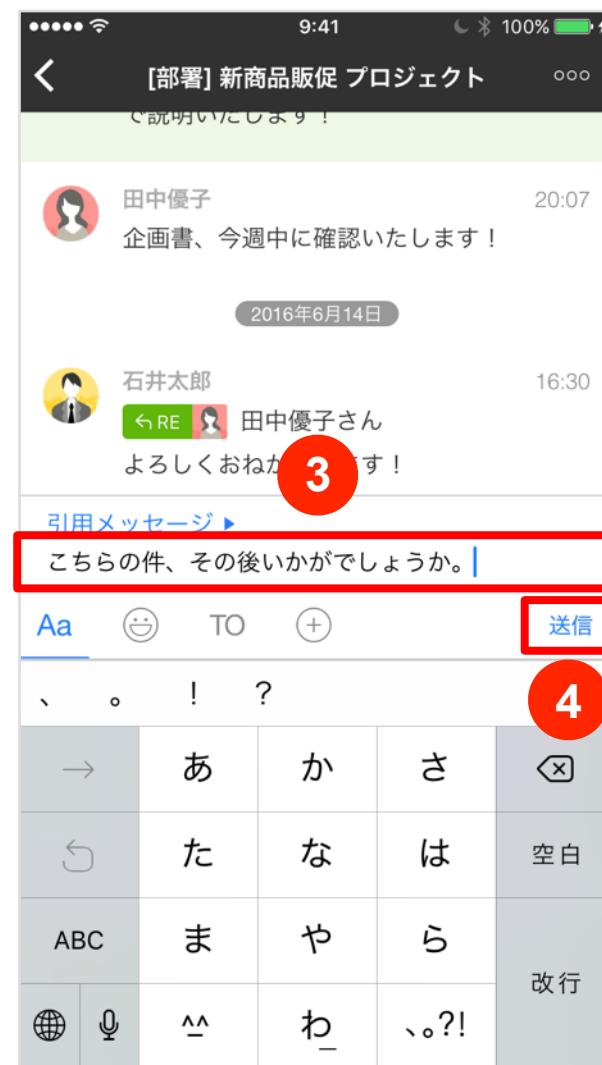 9:41 100%
[部署] 新商品販促 プロジェクト
で説明いたします！
田中優子 20:07
企画書、今週中に確認いたします！
2016年6月14日
石井太郎 16:30
RE 田中優子さん
よろしくおねが す！
3
引用メッセージ
こちらの件、その後いかがでしょうか。
Aa TO 送信
4
、 。 ！ ？
→ あ か さ
た な は 空白
ABC ま や ら
改行
^^ わ 、。?!